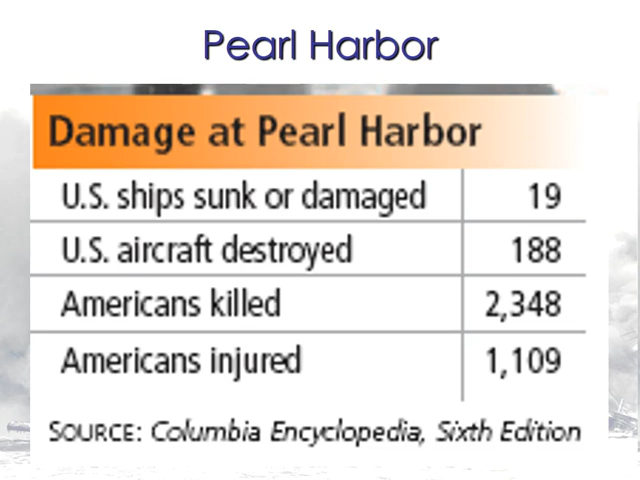 Pearl Harbor
Damage at Pearl Harbor
U.S. ships sunk or damaged 19
U.S. aircraft destroyed 188
Americans killed 2,348
Americans injured 1,109
SOURCE: Columbia Encyclopedia, Sixth Edition